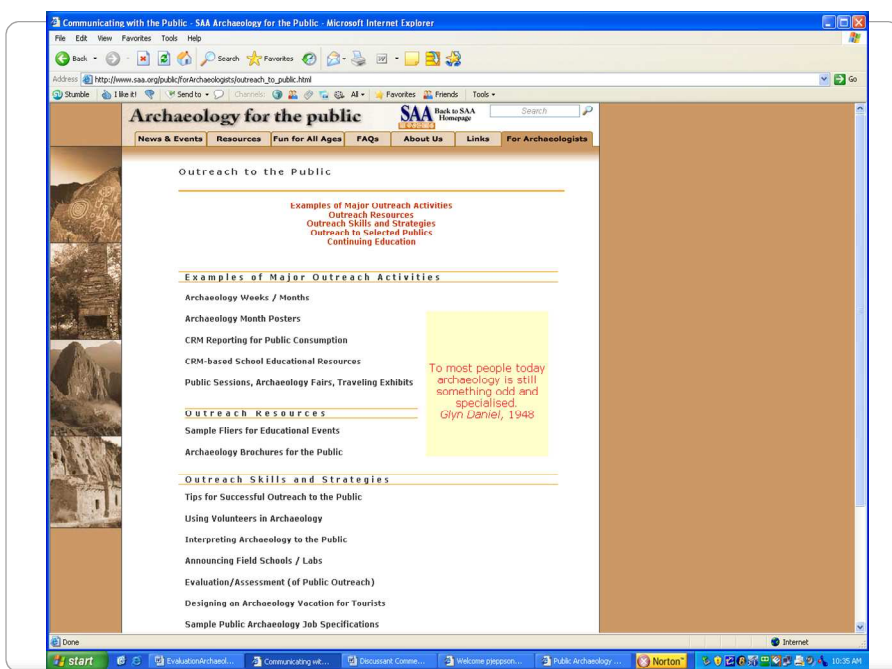 Communicating with the Public - SAA Archaeology for the Public - Microsoft Internet Explorer
File Edit View Favorites Tools Help
Back Search Favorites
Address http://www.saa.org/public/forArchaeologists/outreach_to_public.html Go
Stumble I like it! Send to Channels: All Favorites Friends Tools
Archaeology for the public SAA Back to SAA Homepage Search
News & Events Resources Fun for All Ages FAQs About Us Links For Archaeologists
Outreach to the Public
Examples of Major Outreach Activities
Outreach Resources
Outreach Skills and Strategies
Outreach to Selected Publics
Continuing Education
Examples of Major Outreach Activities
Archaeology Weeks / Months
Archaeology Month Posters
CRM Reporting for Public Consumption
CRM-based School Educational Resources
Public Sessions, Archaeology Fairs, Traveling Exhibits
To most people today
archaeology is still
something odd and
specialised.
Glyn Daniel, 1948
Outreach Resources
Sample Fliers for Educational Events
Archaeology Brochures for the Public
Outreach Skills and Strategies
Tips for Successful Outreach to the Public
Using Volunteers in Archaeology
Interpreting Archaeology to the Public
Announcing Field Schools / Labs
Evaluation/Assessment (of Public Outreach)
Designing an Archaeology Vacation for Tourists
Sample Public Archaeology Job Specifications
Done Internet
start EvaluationArchaeol... Communicating wit... Discussant Comme... Welcome pjeppson... Public Archaeology ... Norton™ 10:35 AM